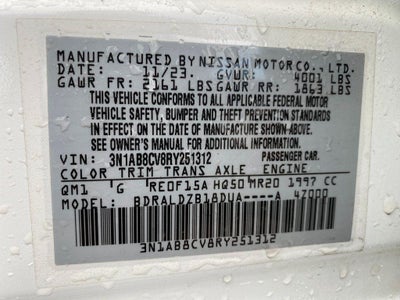 MANUFACTURED BY NISSAN MOTOR CO., LTD.
DATE: 11/23. GVWR: 4001 LBS
GAWR FR: 2161 LBS GAWR RR: 1863 LBS
THIS VEHICLE CONFORMS TO ALL APPLICABLE FEDERAL MOTOR
VEHICLE SAFETY, BUMPER AND THEFT PREVENTION STANDARDS
IN EFFECT ON THE DATE OF MANUFACTURE SHOWN ABOVE.
SEE OWNER'S MANUAL FOR ADDITIONAL INFORMATION.
VIN: 3N1AB8CV8RY251312 PASSENGER CAR.
COLOR TRIM TRANS AXLE ENGINE
QM1 G RE0F15A HQ50 MR20 1997 CC
MODEL: BDRALDZB18DUA----A 47000
3N1AB8CV8RY251312